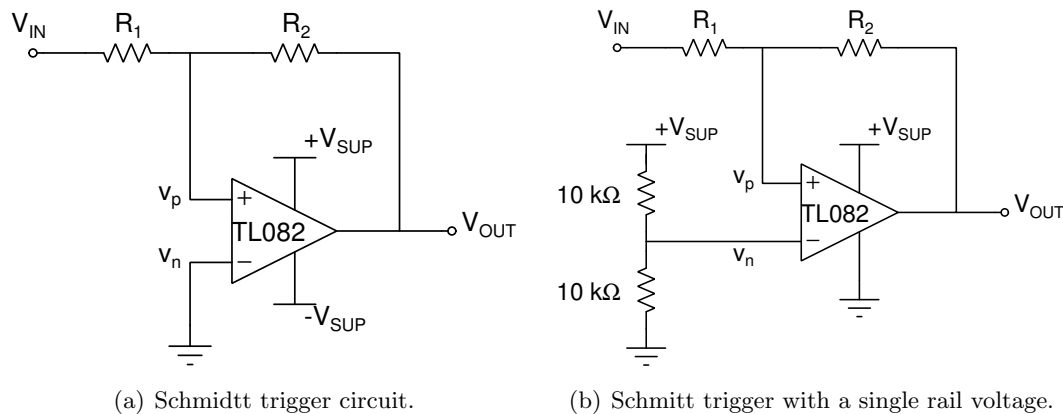 V_IN R_1 R_2
+V_SUP
v_p
+
TL082
V_OUT
v_n
−
-V_SUP
(a) Schmidtt trigger circuit.
V_IN R_1 R_2
+V_SUP +V_SUP
10 kΩ
v_p
+
TL082
V_OUT
−
v_n
10 kΩ
(b) Schmitt trigger with a single rail voltage.